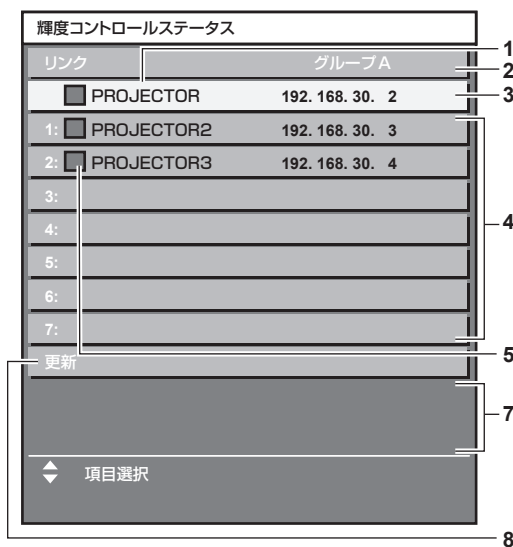 輝度コントロールステータス
リンク グループA
PROJECTOR 192. 168. 30. 2
1: PROJECTOR2 192. 168. 30. 3
2: PROJECTOR3 192. 168. 30. 4
3:
4:
5:
6:
7:
更新
項目選択
1
2
3
4
5
7
8